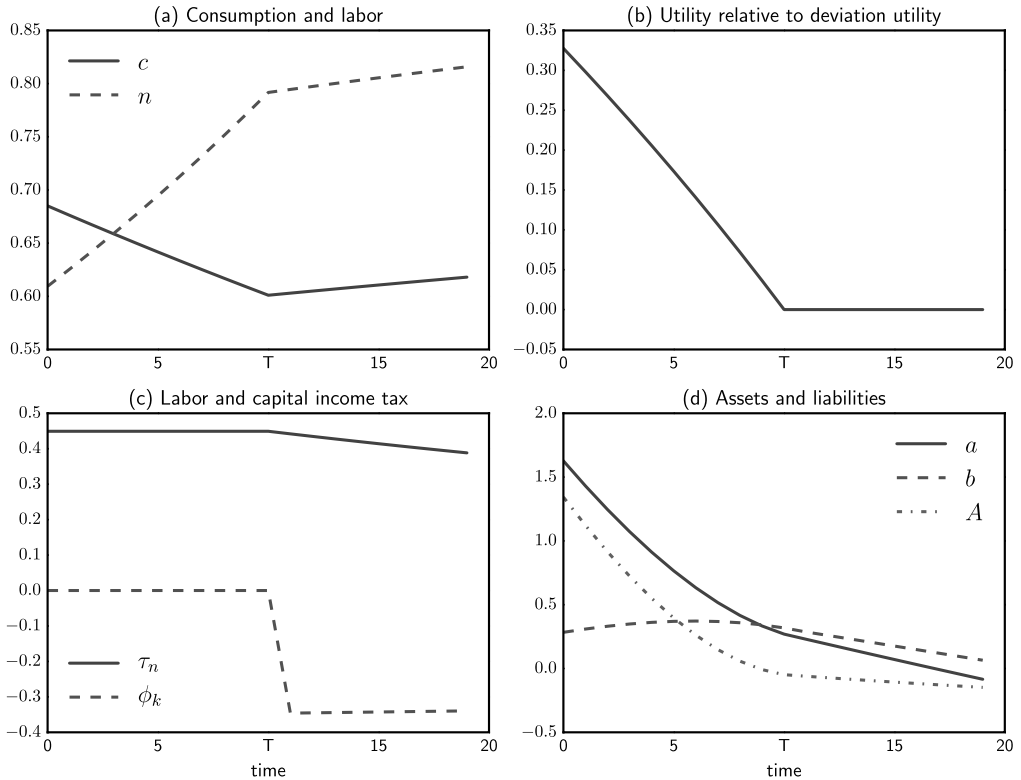 (a) Consumption and labor
0.85
0.80
0.75
0.70
0.65
0.60
0.55
c
n
0 5 T 15 20
(b) Utility relative to deviation utility
0.35
0.30
0.25
0.20
0.15
0.10
0.05
0.00
−0.05
0 5 T 15 20
(c) Labor and capital income tax
0.5
0.4
0.3
0.2
0.1
0.0
−0.1
−0.2
−0.3
−0.4
τn
ϕk
0 5 T 15 20
time
(d) Assets and liabilities
2.0
1.5
1.0
0.5
0.0
−0.5
a
b
A
0 5 T 15 20
time